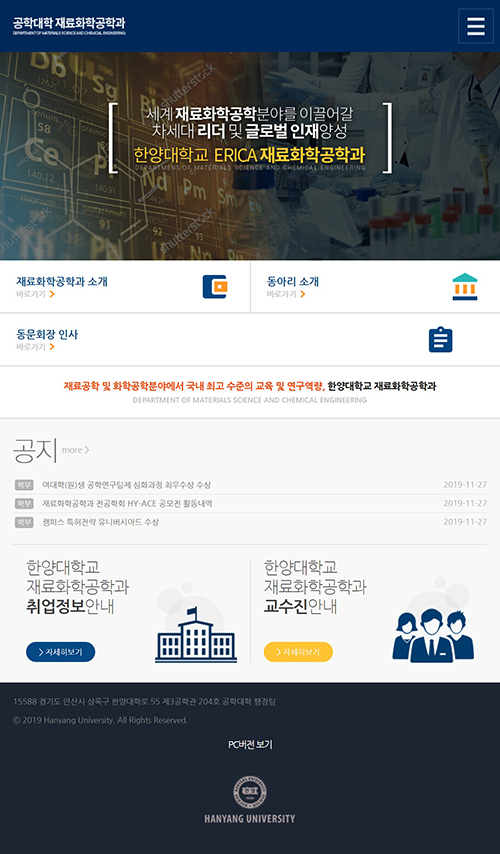 공학대학 재료화학공학과
DEPARTMENT OF MATERIALS SCIENCE AND CHEMICAL ENGINEERING
세계 재료화학공학분야를 이끌어갈
차세대 리더 및 글로벌 인재양성
한양대학교 ERICA 재료화학공학과
DEPARTMENT OF MATERIALS SCIENCE AND CHEMICAL ENGINEERING
Db
Sg
Ce
Pr
Nd
Pm
Sm
shutterstock
shutterstock
재료화학공학과 소개
바로가기 >
동아리 소개
바로가기 >
동문회장 인사
바로가기 >
재료공학 및 화학공학분야에서 국내 최고 수준의 교육 및 연구역량, 한양대학교 재료화학공학과
DEPARTMENT OF MATERIALS SCIENCE AND CHEMICAL ENGINEERING
공지 more >
학부 여대학(원)생 공학연구팀제 심화과정 최우수상 수상 2019-11-27
학부 재료화학공학과 전공학회 HY-ACE 공모전 활동내역 2019-11-27
학부 캠퍼스 특허전략 유니버시아드 수상 2019-11-27
한양대학교
재료화학공학과
취업정보안내
> 자세히보기
한양대학교
재료화학공학과
교수진안내
> 자세히보기
15588 경기도 안산시 상록구 한양대학로 55 제3공학관 204호 공학대학 행정팀
ⓒ 2019 Hanyang University. All Rights Reserved.
PC버전 보기
HANYANG UNIVERSITY